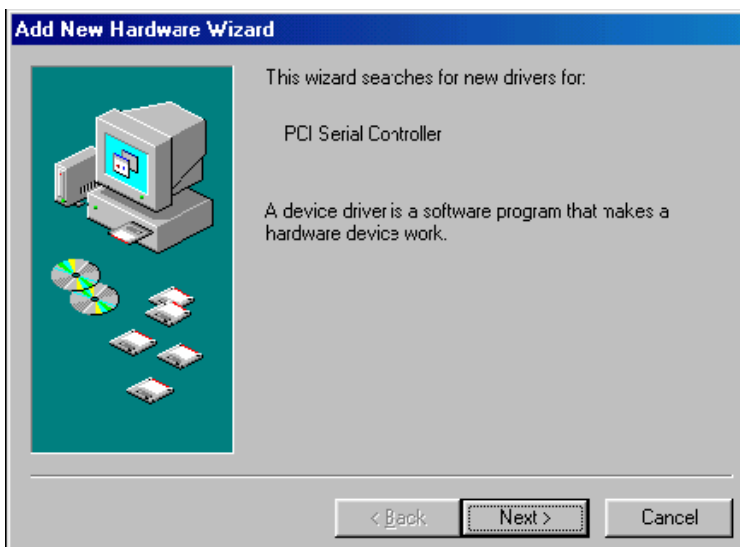 Add New Hardware Wizard
This wizard searches for new drivers for:
PCI Serial Controller
A device driver is a software program that makes a
hardware device work.
< Back
Next >
Cancel